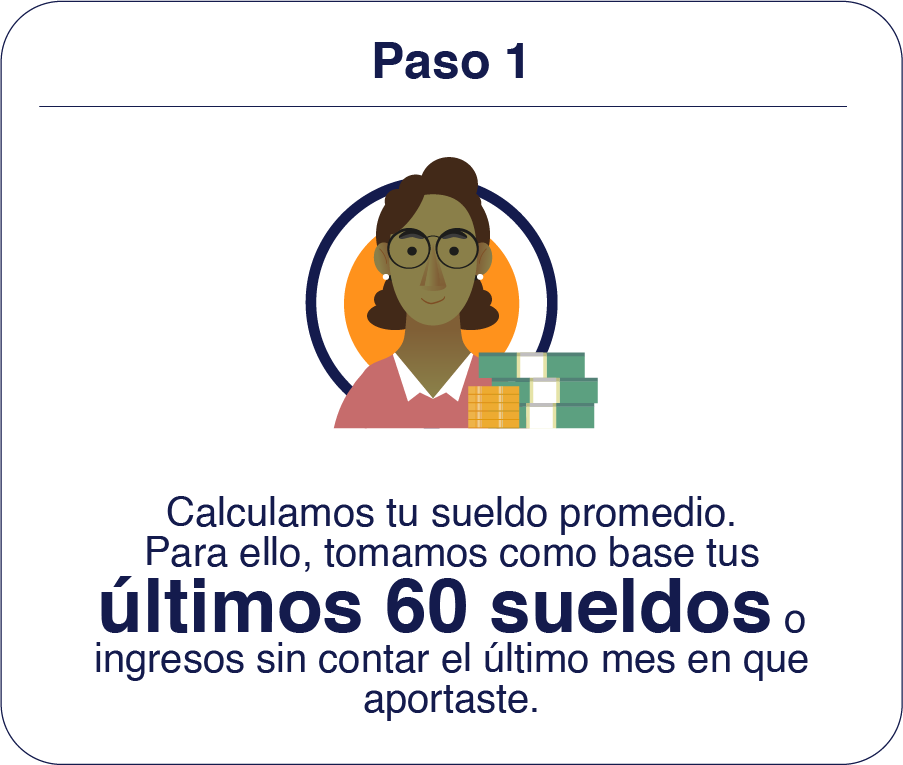 Paso 1
Calculamos tu sueldo promedio.
Para ello, tomamos como base tus
últimos 60 sueldos o
ingresos sin contar el último mes en que
aportaste.